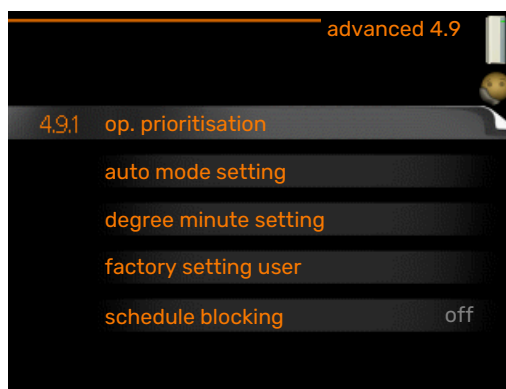 advanced 4.9
4.9.1 op. prioritisation
auto mode setting
degree minute setting
factory setting user
schedule blocking off